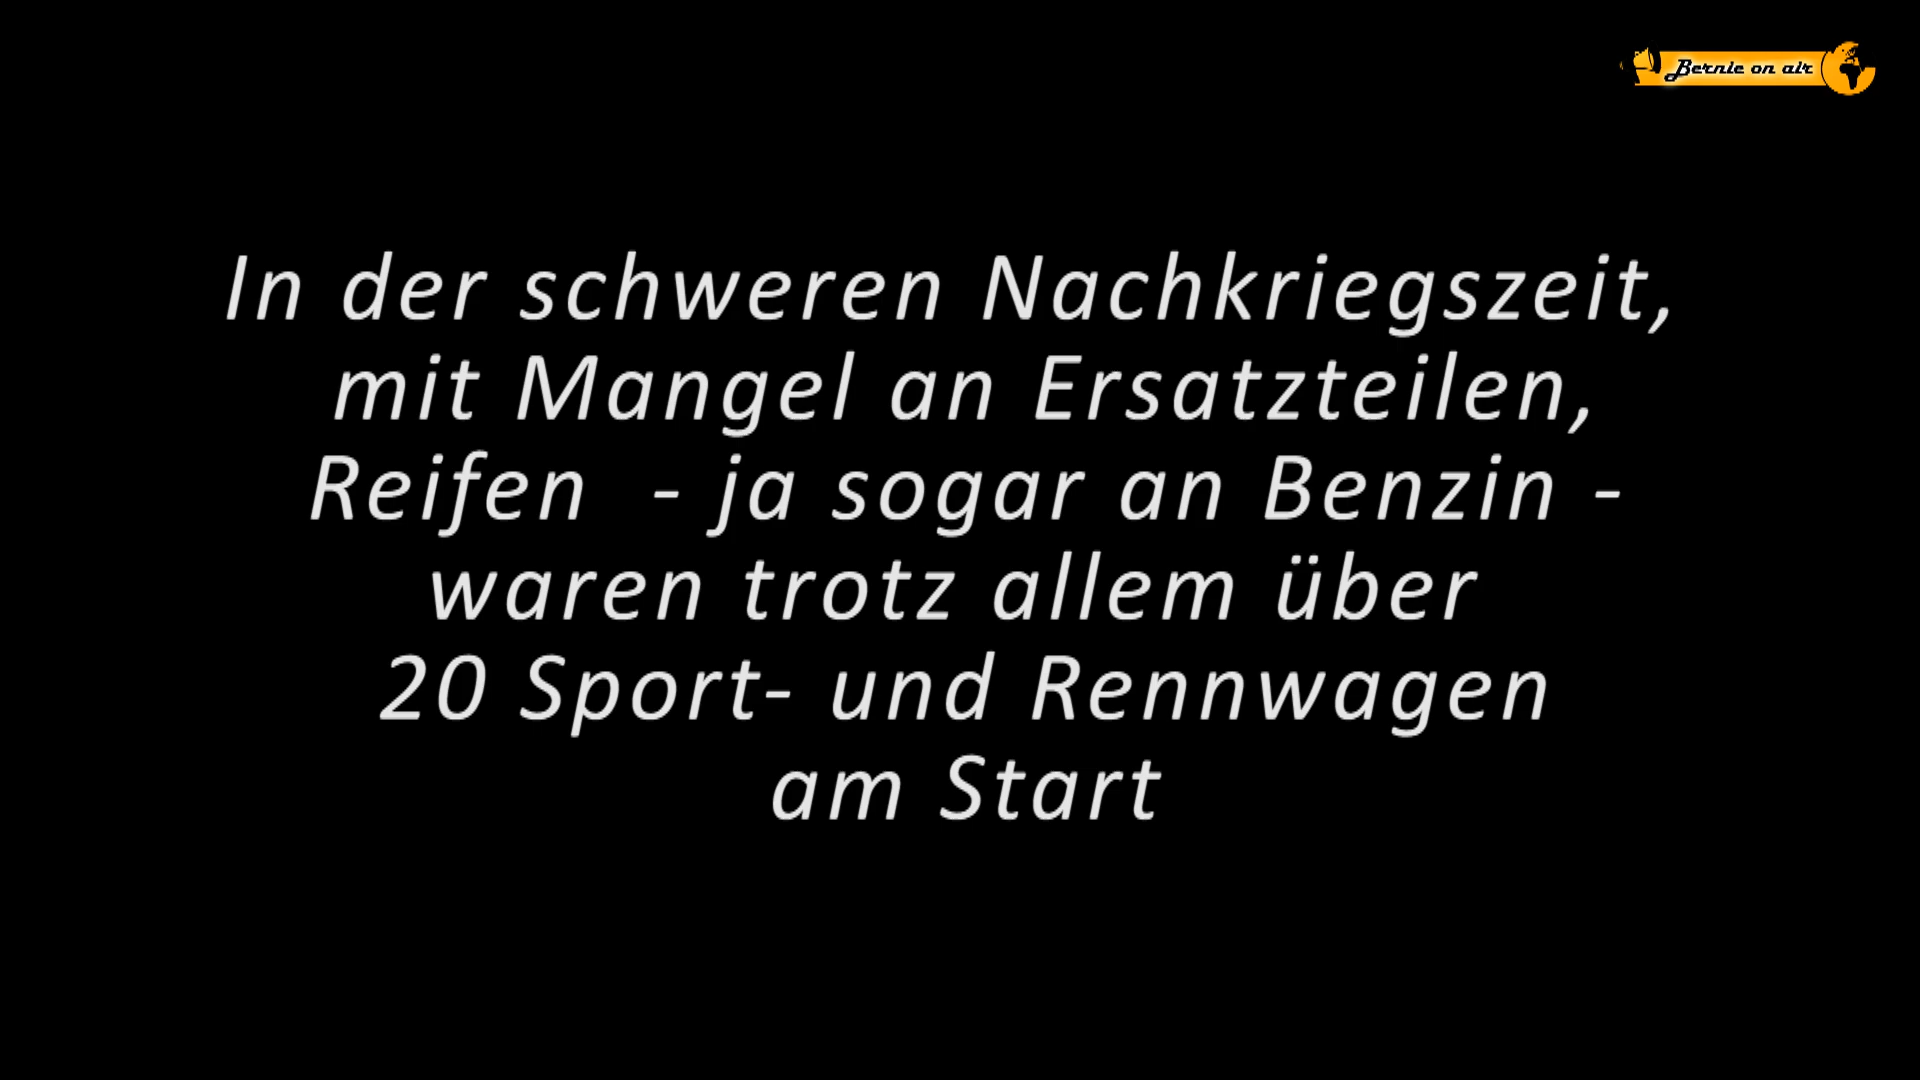 Bernie on air
In der schweren Nachkriegszeit,
mit Mangel an Ersatzteilen,
Reifen  - ja sogar an Benzin -
waren trotz allem über
20 Sport- und Rennwagen
am Start